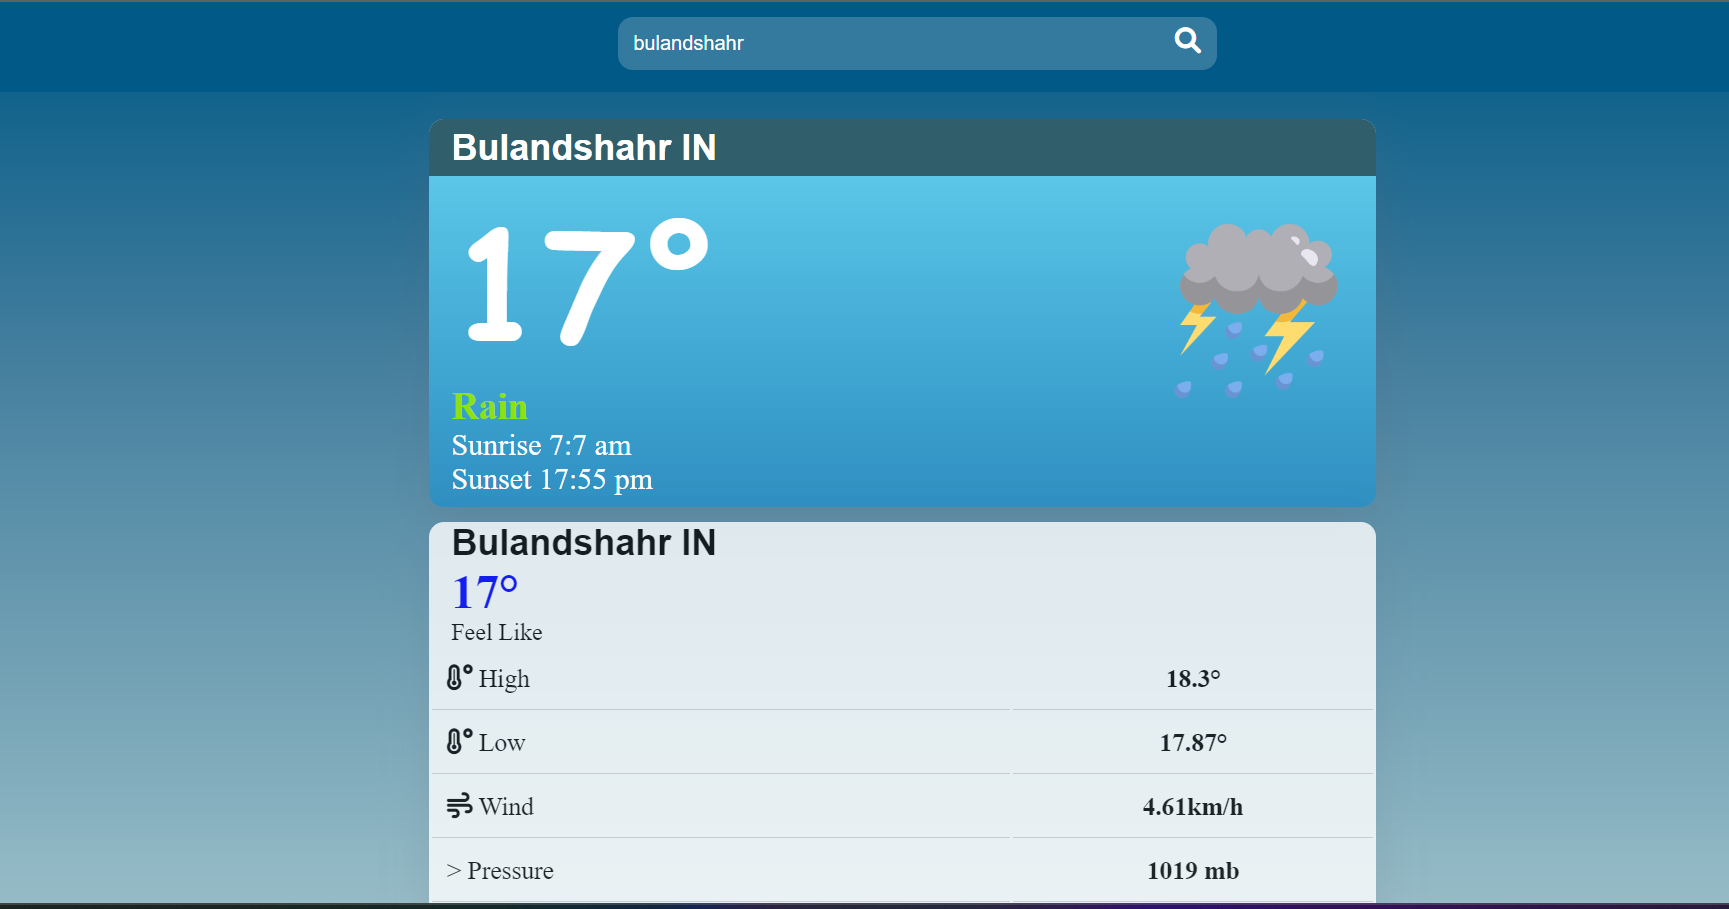 bulandshahr
Bulandshahr IN
17°
Rain
Sunrise 7:7 am
Sunset 17:55 pm
Bulandshahr IN
17°
Feel Like
High 18.3°
Low 17.87°
Wind 4.61km/h
> Pressure 1019 mb